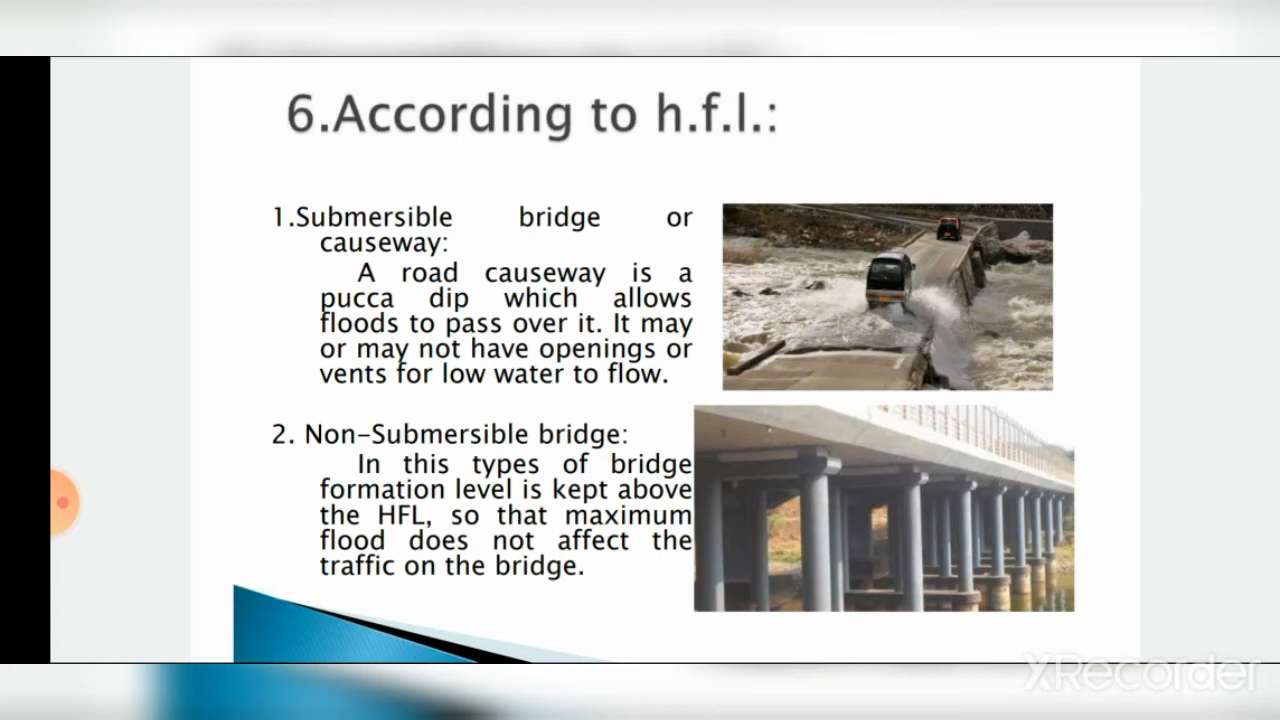 6.According to h.f.l.:
1.Submersible bridge or
causeway:
A road causeway is a
pucca dip which allows
floods to pass over it. It may
or may not have openings or
vents for low water to flow.
2. Non-Submersible bridge:
In this types of bridge
formation level is kept above
the HFL, so that maximum
flood does not affect the
traffic on the bridge.
XRecorder